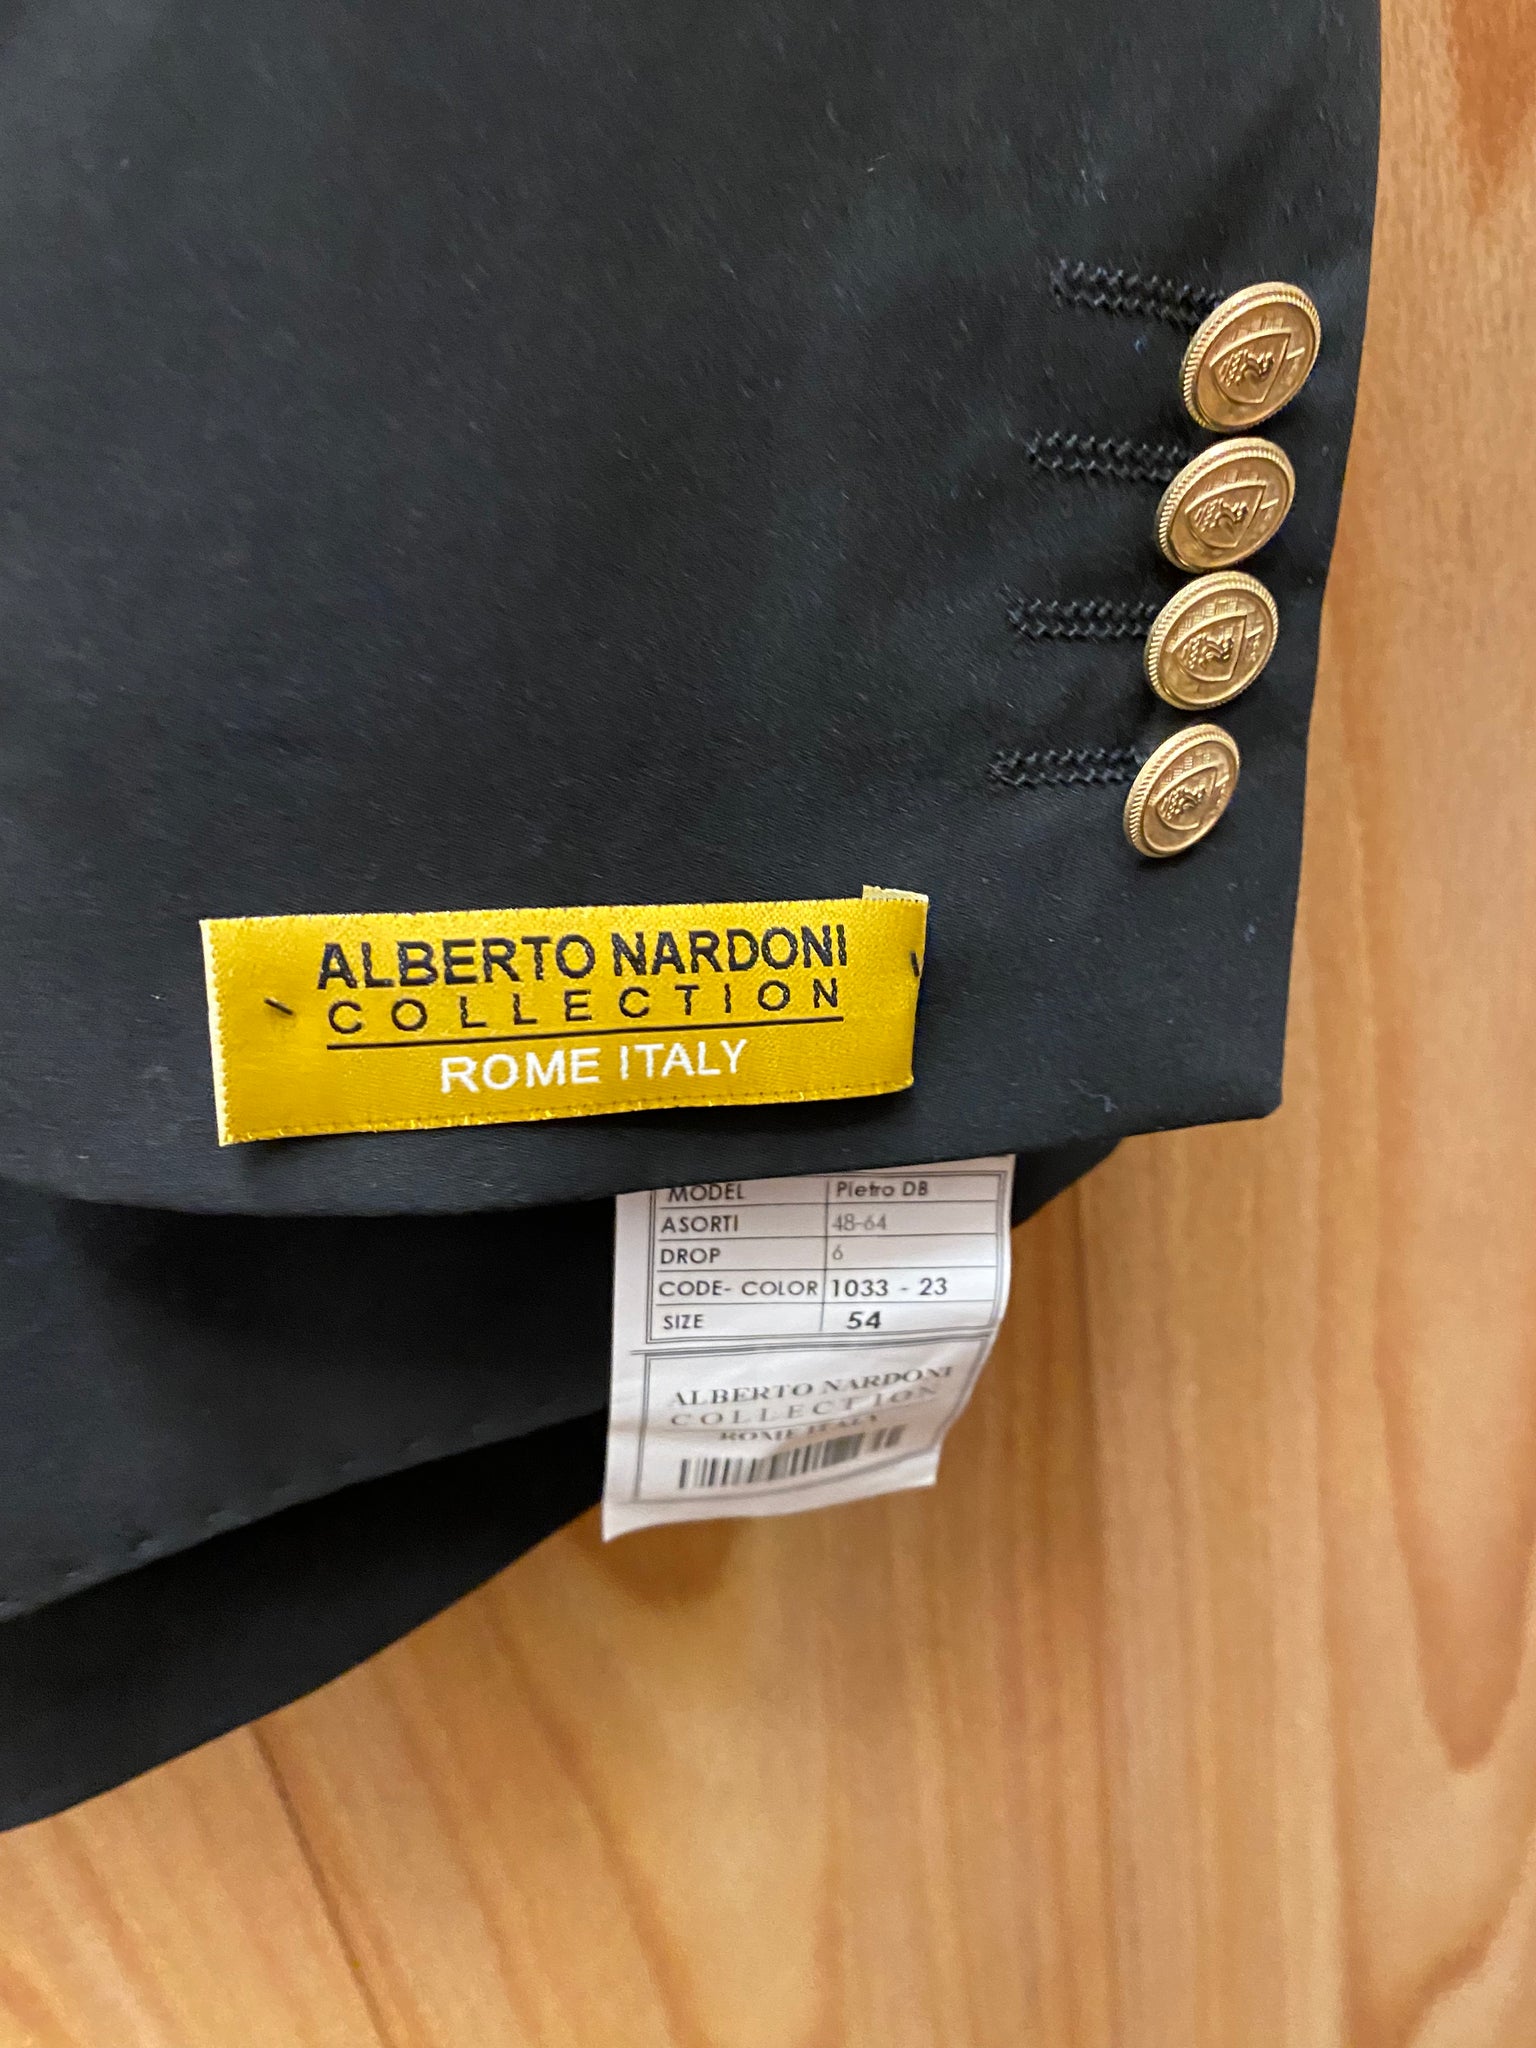 ALBERTO NARDONI
COLLECTION
ROME ITALY
MODEL Pietro DB
ASORTI 48-64
DROP 6
CODE- COLOR 1033 - 23
SIZE 54
ALBERTO NARDONI
COLLECTION
ROME ITALY